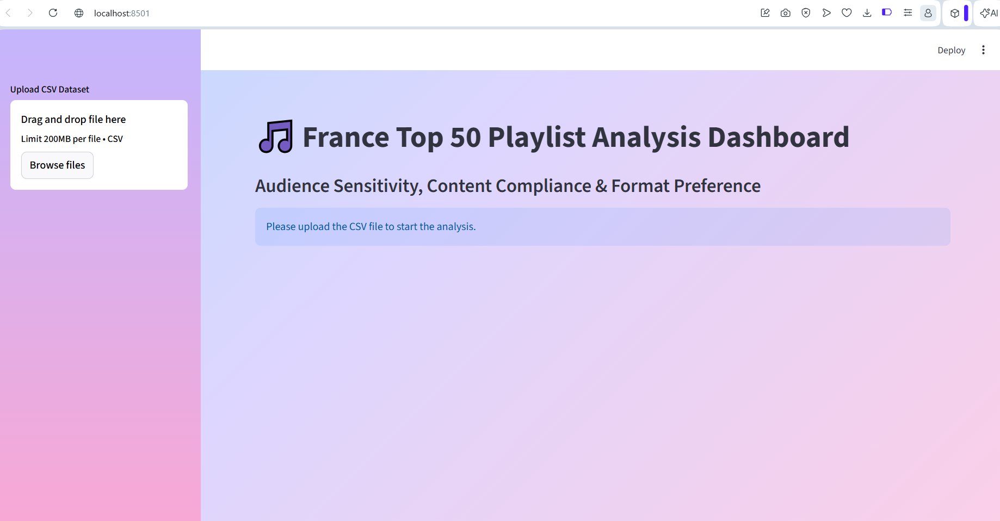 localhost:8501
AI
Deploy
Upload CSV Dataset
Drag and drop file here
Limit 200MB per file • CSV
Browse files
France Top 50 Playlist Analysis Dashboard
Audience Sensitivity, Content Compliance & Format Preference
Please upload the CSV file to start the analysis.